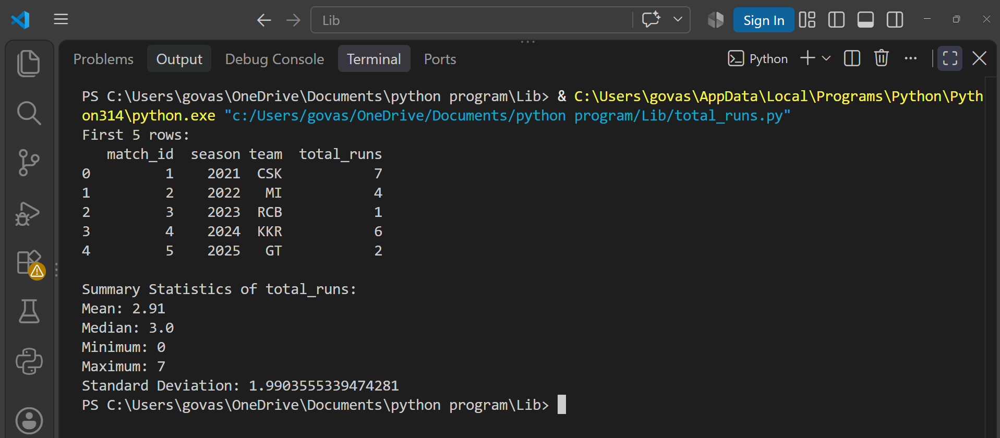 Lib
Sign In
Problems Output Debug Console Terminal Ports
Python
PS C:\Users\govas\OneDrive\Documents\python program\Lib> & C:\Users\govas\AppData\Local\Programs\Python\Pyth
on314\python.exe "c:/Users/govas/OneDrive/Documents/python program/Lib/total_runs.py"
First 5 rows:
   match_id  season team  total_runs
0         1    2021  CSK           7
1         2    2022   MI           4
2         3    2023  RCB           1
3         4    2024  KKR           6
4         5    2025   GT           2

Summary Statistics of total_runs:
Mean: 2.91
Median: 3.0
Minimum: 0
Maximum: 7
Standard Deviation: 1.9903555339474281
PS C:\Users\govas\OneDrive\Documents\python program\Lib>